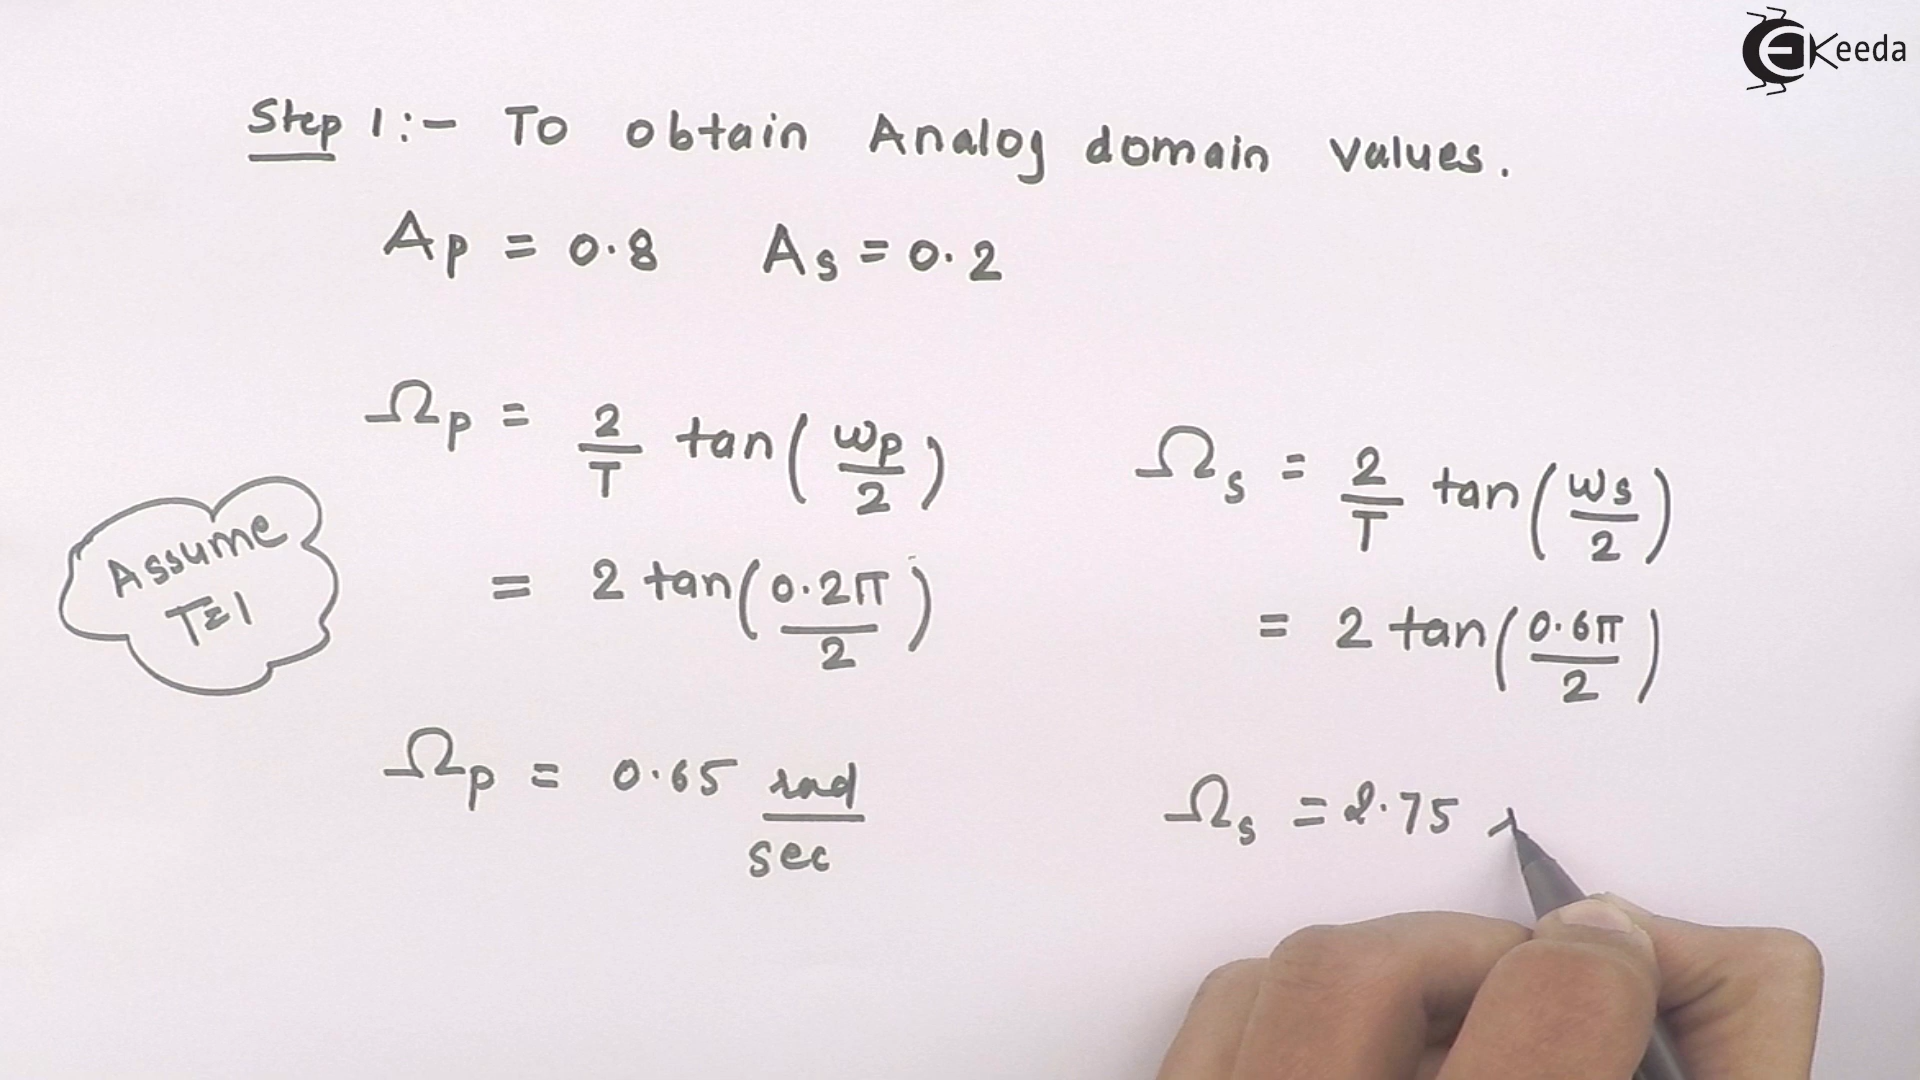 EKeeda
Step 1:- To obtain Analog domain values.
Ap = 0.8 As = 0.2
Ωp = 2/T tan(ωp/2)
= 2 tan(0.2π/2)
Ωp = 0.65 rad/sec
Assume
T=1
Ωs = 2/T tan(ωs/2)
= 2 tan(0.6π/2)
Ωs = 2.75